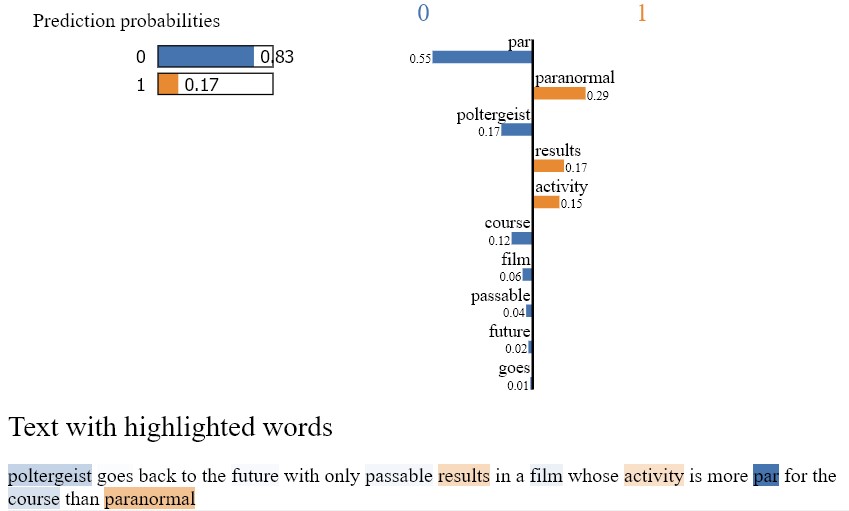 Prediction probabilities
0 0.83
1 0.17
0 1
par
0.55
paranormal
0.29
poltergeist
0.17
results
0.17
activity
0.15
course
0.12
film
0.06
passable
0.04
future
0.02
goes
0.01
Text with highlighted words
poltergeist goes back to the future with only passable results in a film whose activity is more par for the
course than paranormal